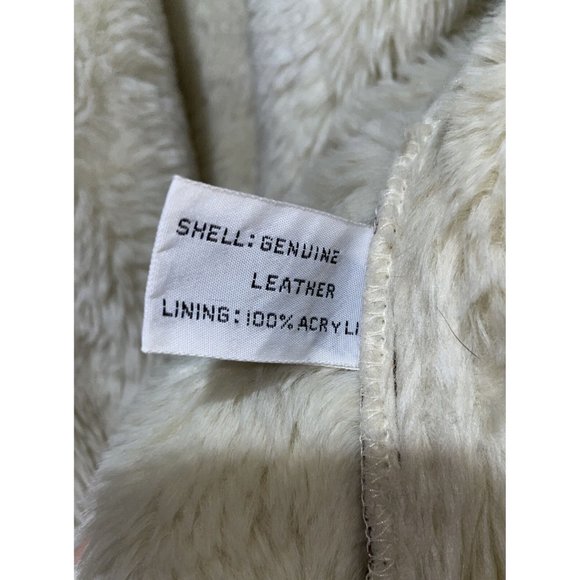 SHELL: GENUINE
LEATHER
LINING: 100% ACRYLI